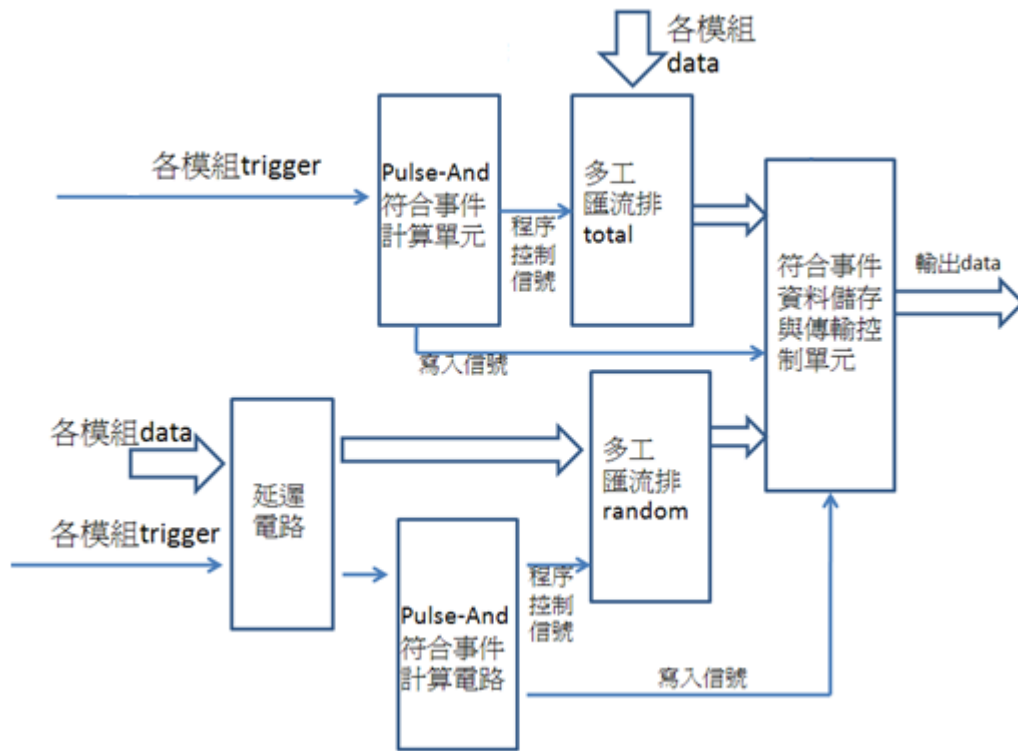 各模組
data
各模組trigger
Pulse-And
符合事件
計算單元
程序
控制
信號
多工
匯流排
total
符合事件
資料儲存
與傳輸控
制單元
輸出data
寫入信號
各模組data
各模組trigger
延遲
電路
多工
匯流排
random
Pulse-And
符合事件
計算電路
程序
控制
信號
寫入信號